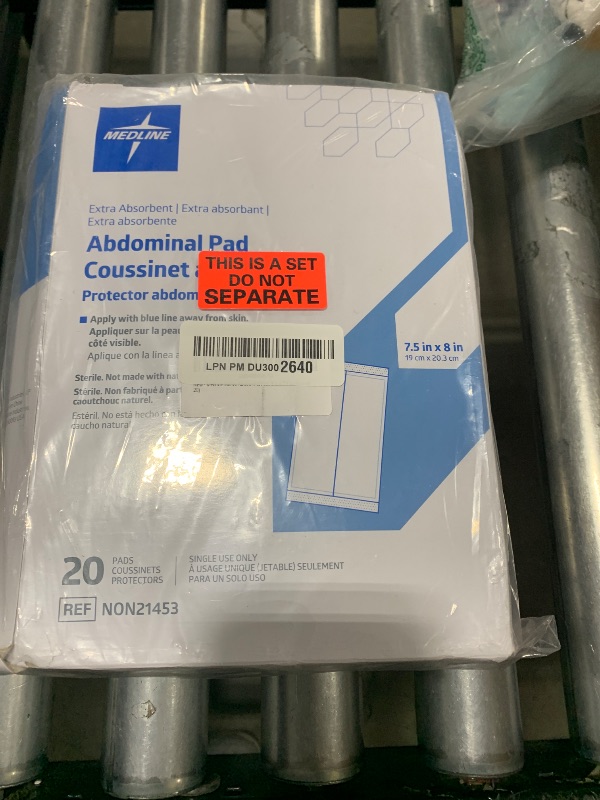 MEDLINE
Extra Absorbent | Extra absorbant |
Extra absorbente
Abdominal Pad
Coussinet
Protector abdom
THIS IS A SET
DO NOT
SEPARATE
Apply with blue line away from skin.
Appliquer sur la peau
côté visible.
Aplique con la línea a
7.5 in x 8 in
19 cm x 20.3 cm
LPN PM DU3002640
Sterile. Not made with nat
Stérile. Non fabriqué à part
caoutchouc naturel.
Estéril. No está hecho con l
caucho natural
20)
20 PADS
COUSSINETS
PROTECTORS
SINGLE USE ONLY
À USAGE UNIQUE (JETABLE) SEULEMENT
PARA UN SOLO USO
REF NON21453